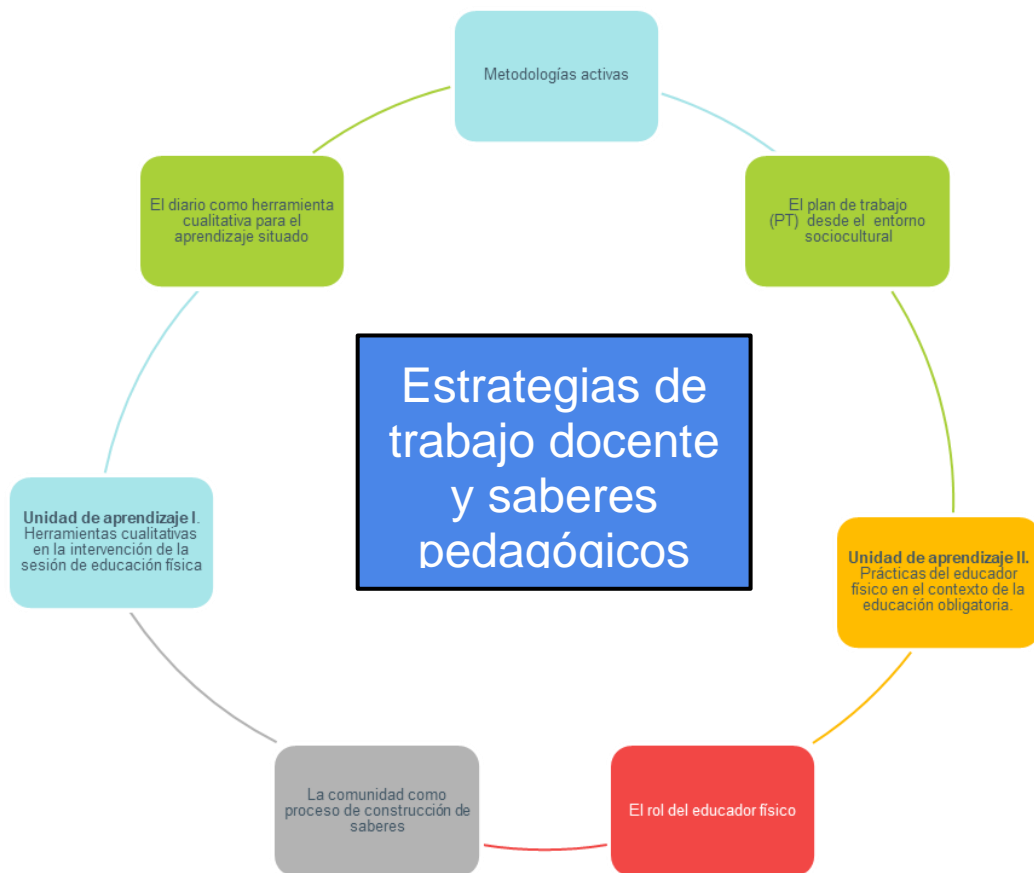 Metodologías activas
El diario como herramienta
cualitativa para el
aprendizaje situado
El plan de trabajo
(PT) desde el entorno
sociocultural
Estrategias de
trabajo docente
y saberes
pedagógicos
Unidad de aprendizaje I.
Herramientas cualitativas
en la intervención de la
sesión de educación física
Unidad de aprendizaje II.
Prácticas del educador
físico en el contexto de la
educación obligatoria.
La comunidad como
proceso de construcción de
saberes
El rol del educador físico